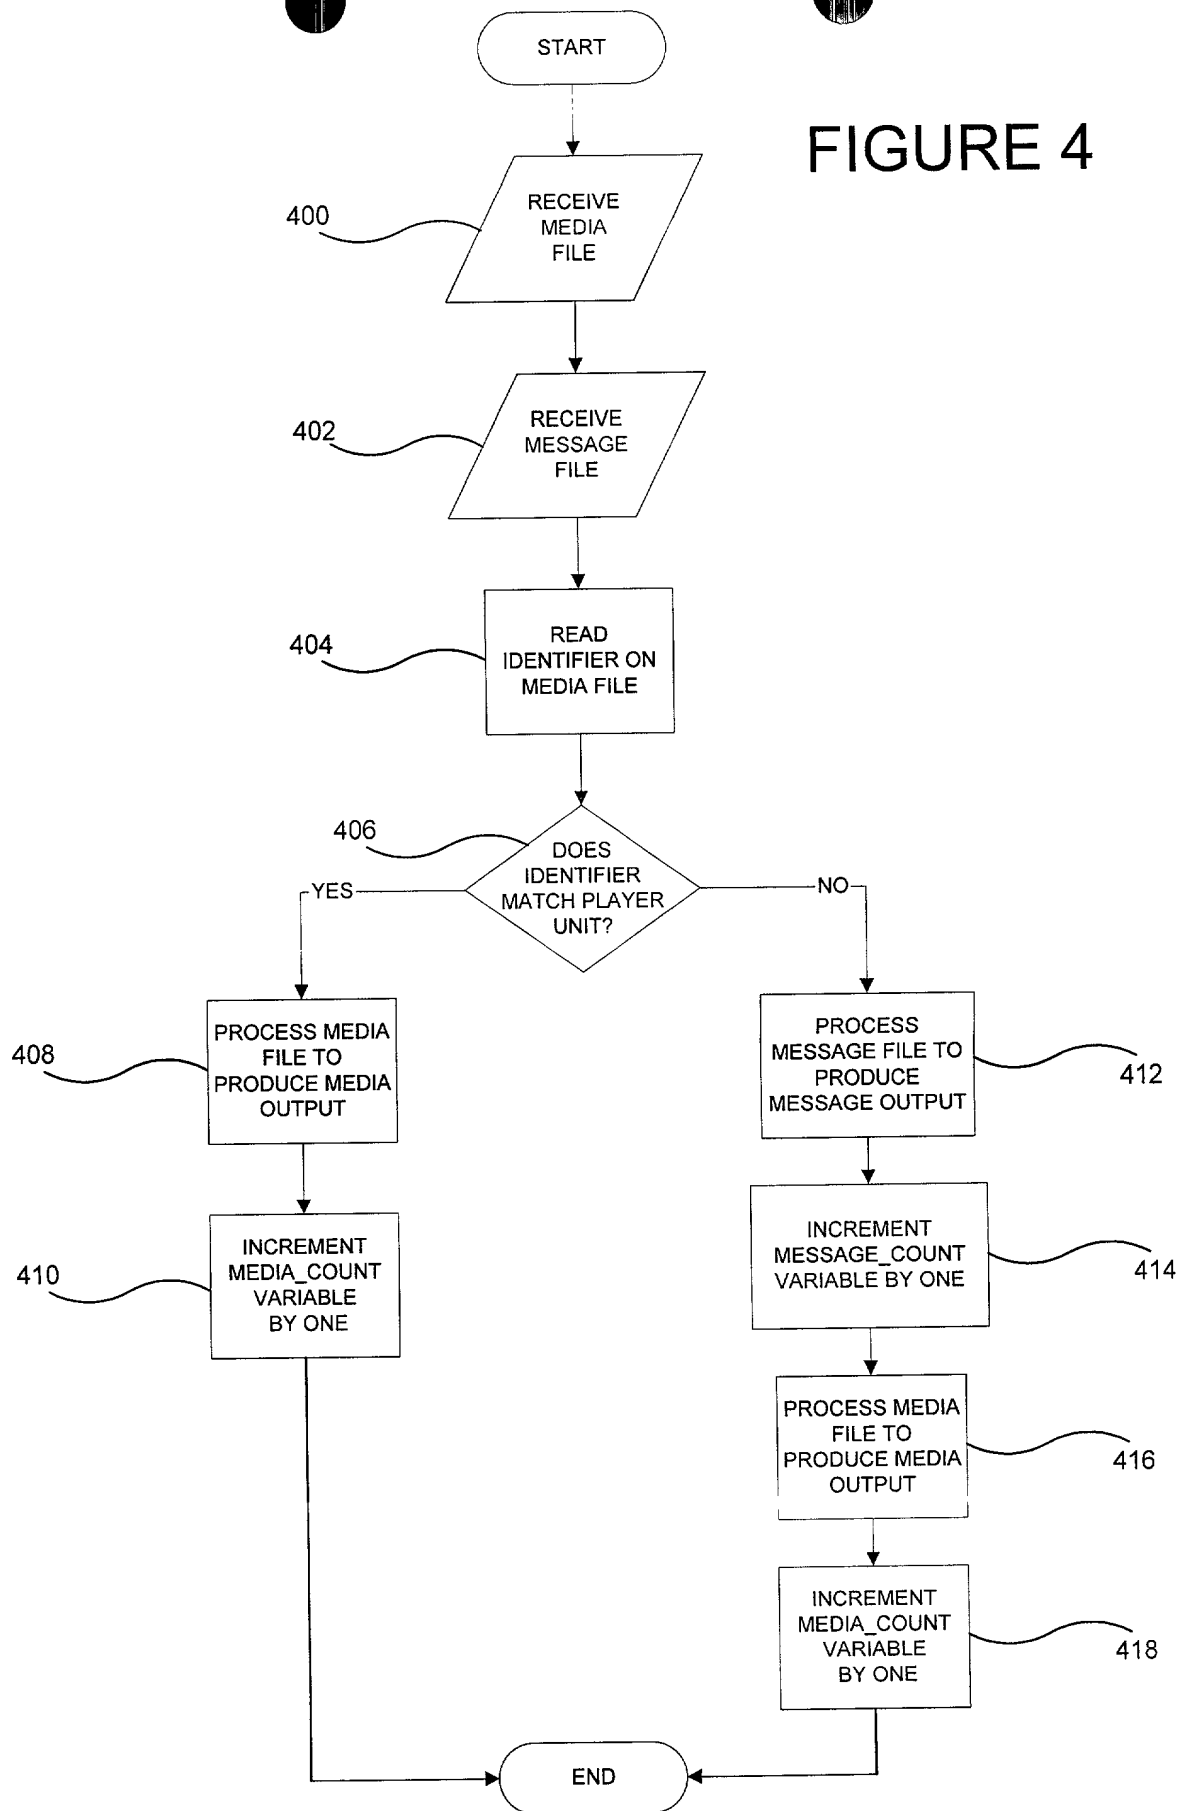 START
FIGURE 4
400
RECEIVE
MEDIA
FILE
402
RECEIVE
MESSAGE
FILE
404
READ
IDENTIFIER ON
MEDIA FILE
406
DOES
IDENTIFIER
MATCH PLAYER
UNIT?
YES
NO
408
PROCESS MEDIA
FILE TO
PRODUCE MEDIA
OUTPUT
PROCESS
MESSAGE FILE TO
PRODUCE
MESSAGE OUTPUT
412
410
INCREMENT
MEDIA_COUNT
VARIABLE
BY ONE
INCREMENT
MESSAGE_COUNT
VARIABLE BY ONE
414
PROCESS MEDIA
FILE TO
PRODUCE MEDIA
OUTPUT
416
INCREMENT
MEDIA_COUNT
VARIABLE
BY ONE
418
END